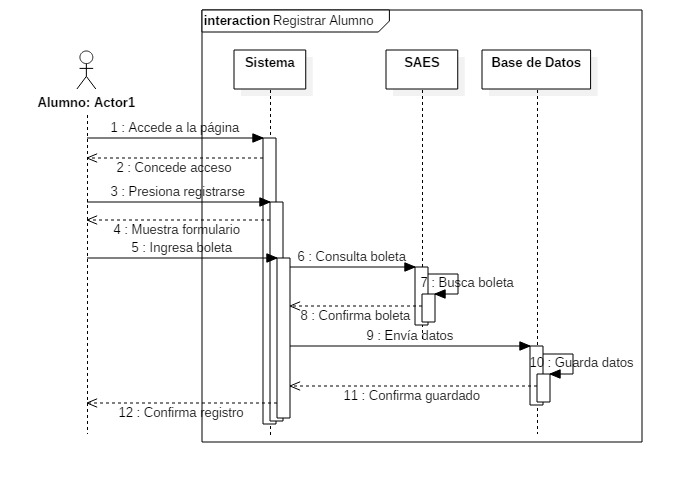 interaction Registrar Alumno
Sistema
SAES
Base de Datos
Alumno: Actor1
1 : Accede a la página
2 : Concede acceso
3 : Presiona registrarse
4 : Muestra formulario
5 : Ingresa boleta
6 : Consulta boleta
7 : Busca boleta
8 : Confirma boleta
9 : Envía datos
10 : Guarda datos
11 : Confirma guardado
12 : Confirma registro